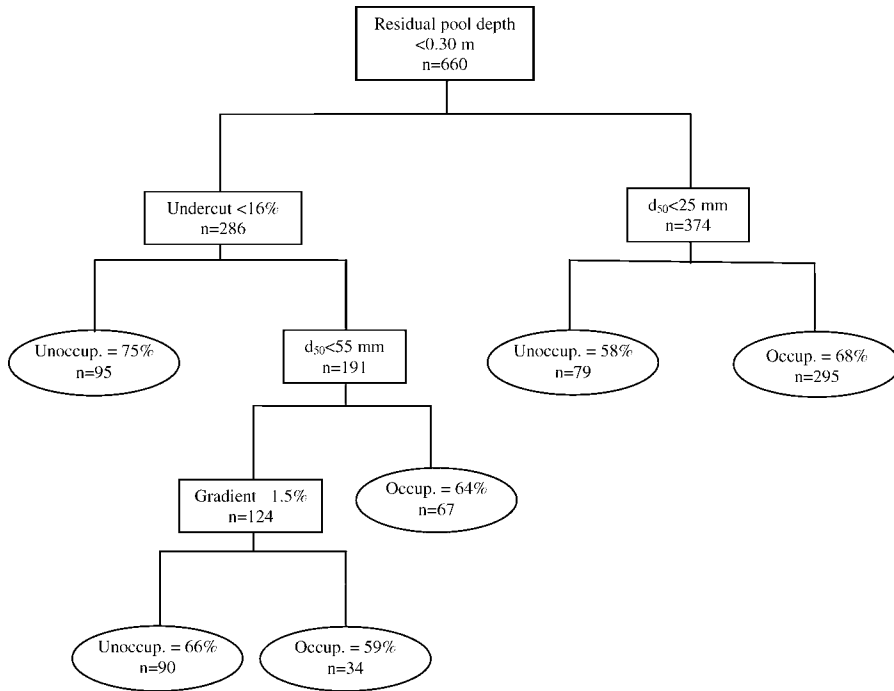 Residual pool depth
<0.30 m
n=660
Undercut <16%
n=286
d₅₀<25 mm
n=374
Unoccup. = 75%
n=95
d₅₀<55 mm
n=191
Unoccup. = 58%
n=79
Occup. = 68%
n=295
Gradient 1.5%
n=124
Occup. = 64%
n=67
Unoccup. = 66%
n=90
Occup. = 59%
n=34